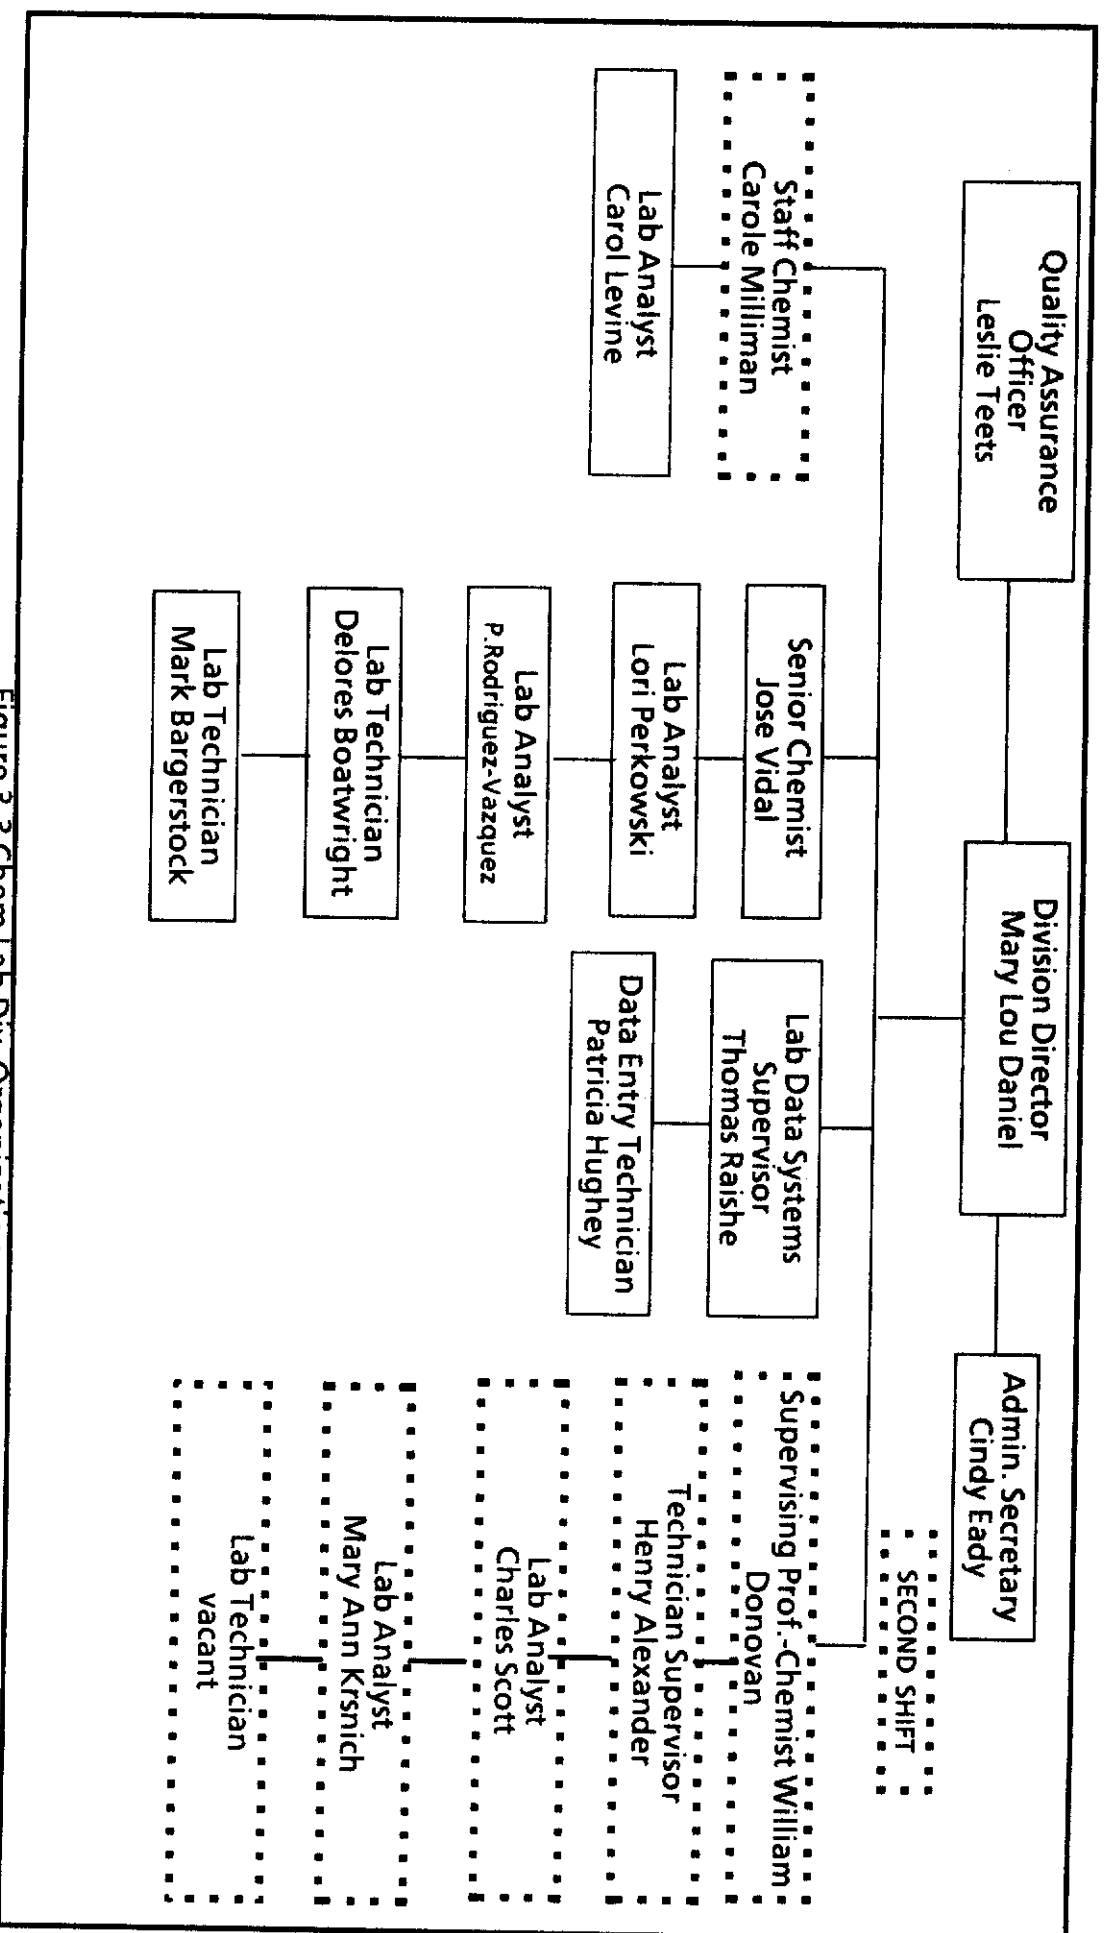 Quality Assurance
Officer
Leslie Teets
Division Director
Mary Lou Daniel
Admin. Secretary
Cindy Eady
SECOND SHIFT
Staff Chemist
Carole Milliman
Lab Analyst
Carol Levine
Senior Chemist
Jose Vidal
Lab Analyst
Lori Perkowski
Lab Analyst
P.Rodriguez-Vazquez
Lab Technician
Delores Boatwright
Lab Technician
Mark Bargerstock
Lab Data Systems
Supervisor
Thomas Raishe
Data Entry Technician
Patricia Hughey
Supervising Prof.-Chemist William
Donovan
Technician Supervisor
Henry Alexander
Lab Analyst
Charles Scott
Lab Analyst
Mary Ann Krsnich
Lab Technician
vacant
Chem Lab Div.